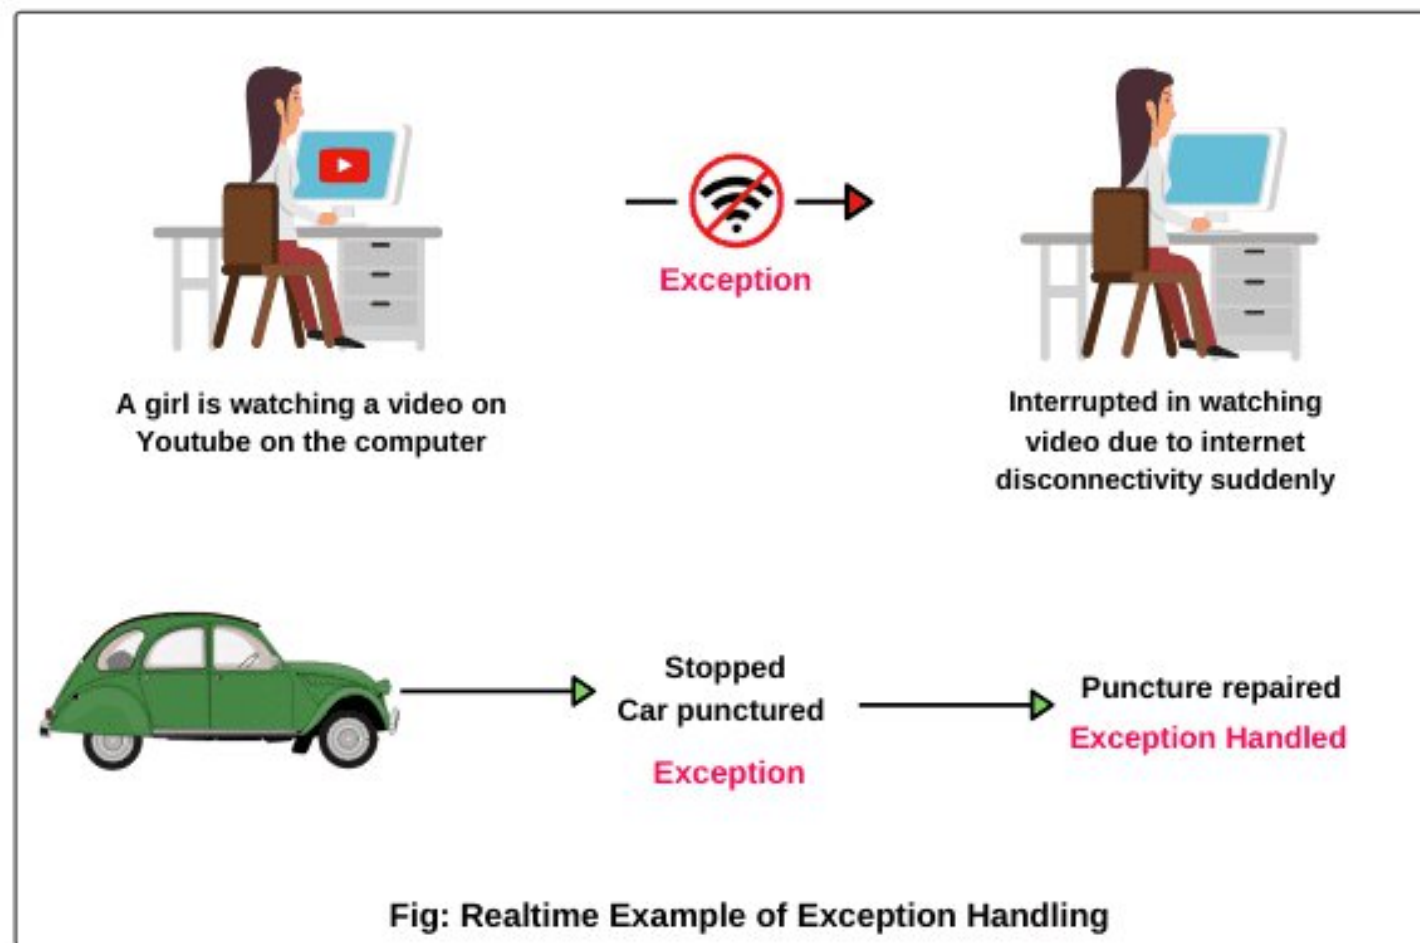 Exception
A girl is watching a video on
Youtube on the computer
Interrupted in watching
video due to internet
disconnectivity suddenly
Stopped
Car punctured
Exception
Puncture repaired
Exception Handled
Fig: Realtime Example of Exception Handling